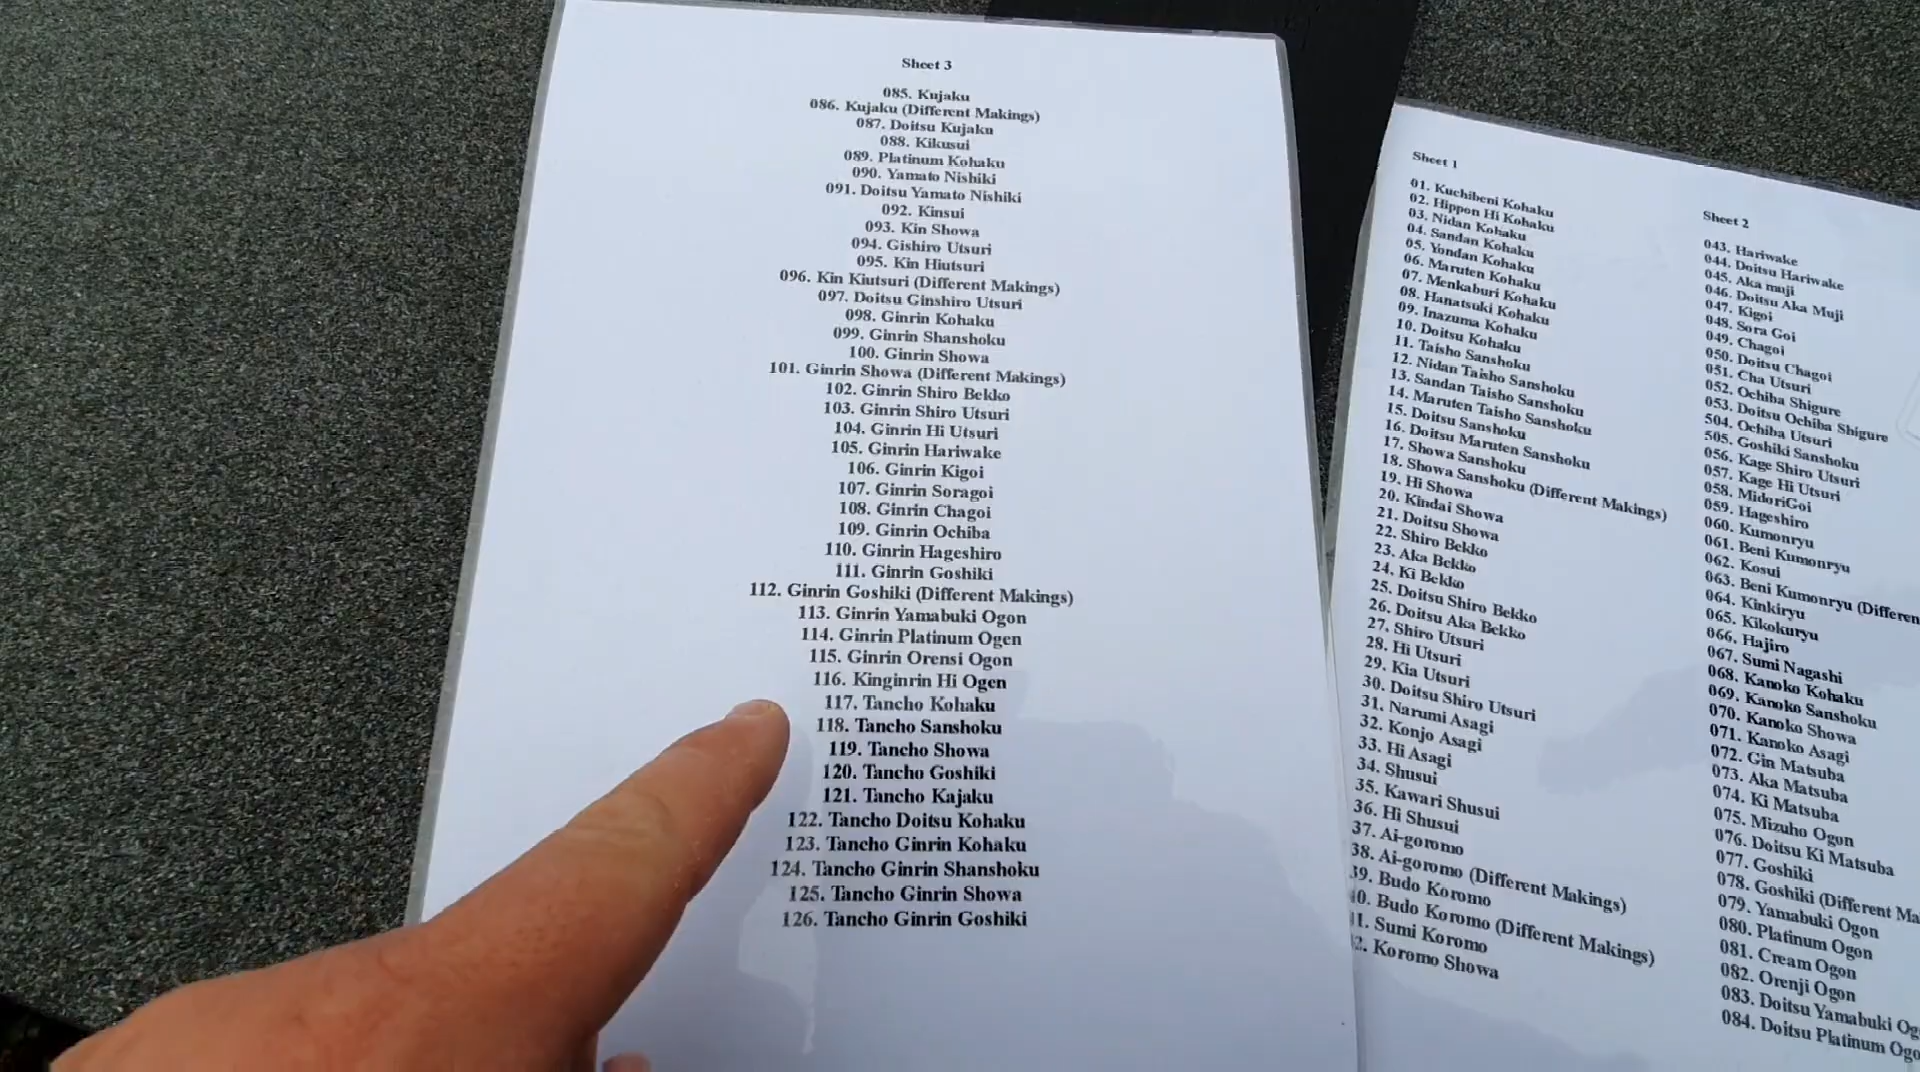 Sheet 3
085. Kujaku
086. Kujaku (Different Makings)
087. Doitsu Kujaku
088. Kikusui
089. Platinum Kohaku
090. Yamato Nishiki
091. Doitsu Yamato Nishiki
092. Kinsui
093. Kin Showa
094. Gishiro Utsuri
095. Kin Hiutsuri
096. Kin Kiutsuri (Different Makings)
097. Doitsu Ginshiro Utsuri
098. Ginrin Kohaku
099. Ginrin Shanshoku
100. Ginrin Showa
101. Ginrin Showa (Different Makings)
102. Ginrin Shiro Bekko
103. Ginrin Shiro Utsuri
104. Ginrin Hi Utsuri
105. Ginrin Hariwake
106. Ginrin Kigoi
107. Ginrin Soragoi
108. Ginrin Chagoi
109. Ginrin Ochiba
110. Ginrin Hageshiro
111. Ginrin Goshiki
112. Ginrin Goshiki (Different Makings)
113. Ginrin Yamabuki Ogon
114. Ginrin Platinum Ogen
115. Ginrin Orensi Ogon
116. Kinginrin Hi Ogen
117. Tancho Kohaku
118. Tancho Sanshoku
119. Tancho Showa
120. Tancho Goshiki
121. Tancho Kajaku
122. Tancho Doitsu Kohaku
123. Tancho Ginrin Kohaku
124. Tancho Ginrin Shanshoku
125. Tancho Ginrin Showa
126. Tancho Ginrin Goshiki
Sheet 1
01. Kuchibeni Kohaku
02. Hippon Hi Kohaku
03. Nidan Kohaku
04. Sandan Kohaku
05. Yondan Kohaku
06. Maruten Kohaku
07. Menkaburi Kohaku
08. Hanatsuki Kohaku
09. Inazuma Kohaku
10. Doitsu Kohaku
11. Taisho Sanshoku
12. Nidan Taisho Sanshoku
13. Sandan Taisho Sanshoku
14. Maruten Taisho Sanshoku
15. Doitsu Sanshoku
16. Doitsu Maruten Sanshoku
17. Showa Sanshoku
18. Showa Sanshoku (Different Makings)
19. Hi Showa
20. Kindai Showa
21. Doitsu Showa
22. Shiro Bekko
23. Aka Bekko
24. Ki Bekko
25. Doitsu Shiro Bekko
26. Doitsu Aka Bekko
27. Shiro Utsuri
28. Hi Utsuri
29. Kia Utsuri
30. Doitsu Shiro Utsuri
31. Narumi Asagi
32. Konjo Asagi
33. Hi Asagi
34. Shusui
35. Kawari Shusui
36. Hi Shusui
37. Ai-goromo
38. Ai-goromo (Different Makings)
39. Budo Koromo
40. Budo Koromo (Different Makings)
1. Sumi Koromo
2. Koromo Showa
Sheet 2
043. Hariwake
044. Doitsu Hariwake
045. Aka muji
046. Doitsu Aka Muji
047. Kigoi
048. Sora Goi
049. Chagoi
050. Doitsu Chagoi
051. Cha Utsuri
052. Ochiba Shigure
053. Doitsu Ochiba Shigure
504. Ochiba Utsuri
505. Goshiki Sanshoku
056. Kage Shiro Utsuri
057. Kage Hi Utsuri
058. MidoriGoi
059. Hageshiro
060. Kumonryu
061. Beni Kumonryu
062. Kosui
063. Beni Kumonryu (Differen
064. Kinkiryu
065. Kikokuryu
066. Hajiro
067. Sumi Nagashi
068. Kanoko Kohaku
069. Kanoko Sanshoku
070. Kanoko Showa
071. Kanoko Asagi
072. Gin Matsuba
073. Aka Matsuba
074. Ki Matsuba
075. Mizuho Ogon
076. Doitsu Ki Matsuba
077. Goshiki
078. Goshiki (Different Ma
079. Yamabuki Ogon
080. Platinum Ogon
081. Cream Ogon
082. Orenji Ogon
083. Doitsu Yamabuki Og
084. Doitsu Platinum Ogo